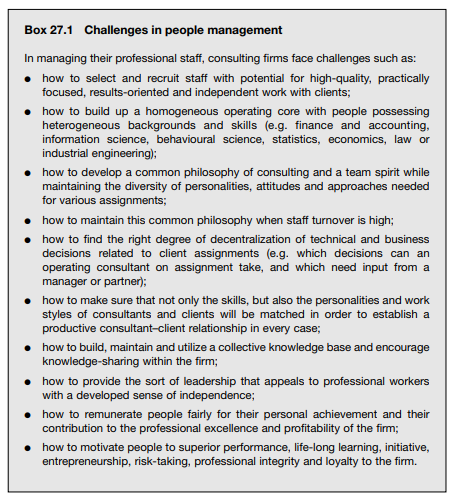 Box 27.1 Challenges in people management
In managing their professional staff, consulting firms face challenges such as:
● how to select and recruit staff with potential for high-quality, practically
focused, results-oriented and independent work with clients;
● how to build up a homogeneous operating core with people possessing
heterogeneous backgrounds and skills (e.g. finance and accounting,
information science, behavioural science, statistics, economics, law or
industrial engineering);
● how to develop a common philosophy of consulting and a team spirit while
maintaining the diversity of personalities, attitudes and approaches needed
for various assignments;
● how to maintain this common philosophy when staff turnover is high;
● how to find the right degree of decentralization of technical and business
decisions related to client assignments (e.g. which decisions can an
operating consultant on assignment take, and which need input from a
manager or partner);
● how to make sure that not only the skills, but also the personalities and work
styles of consultants and clients will be matched in order to establish a
productive consultant–client relationship in every case;
● how to build, maintain and utilize a collective knowledge base and encourage
knowledge-sharing within the firm;
● how to provide the sort of leadership that appeals to professional workers
with a developed sense of independence;
● how to remunerate people fairly for their personal achievement and their
contribution to the professional excellence and profitability of the firm;
● how to motivate people to superior performance, life-long learning, initiative,
entrepreneurship, risk-taking, professional integrity and loyalty to the firm.